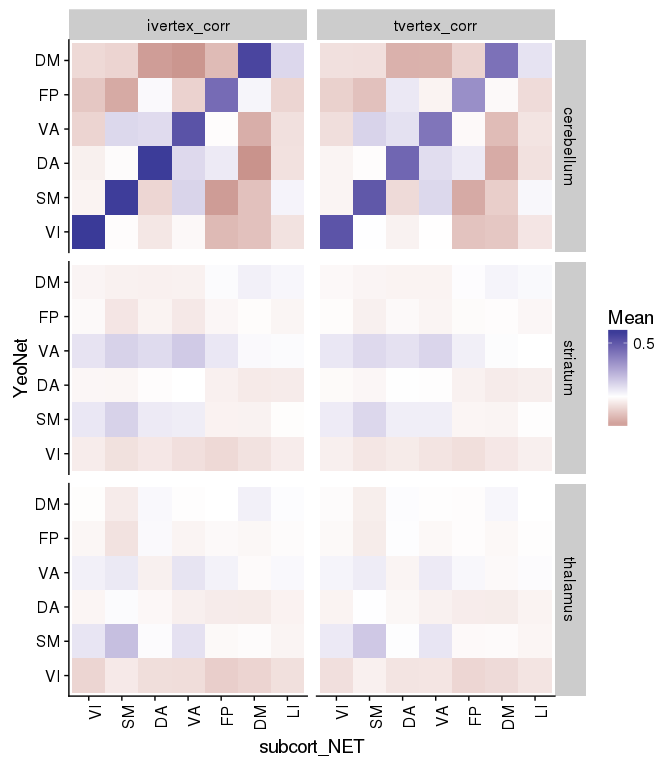 ivertex_corr tvertex_corr
DM
FP
VA
DA
SM
VI
cerebellum
DM
FP
VA
DA
SM
VI
striatum
DM
FP
VA
DA
SM
VI
thalamus
YeoNet
VI SM DA VA FP DM LI VI SM DA VA FP DM LI
subcort_NET
Mean
0.5